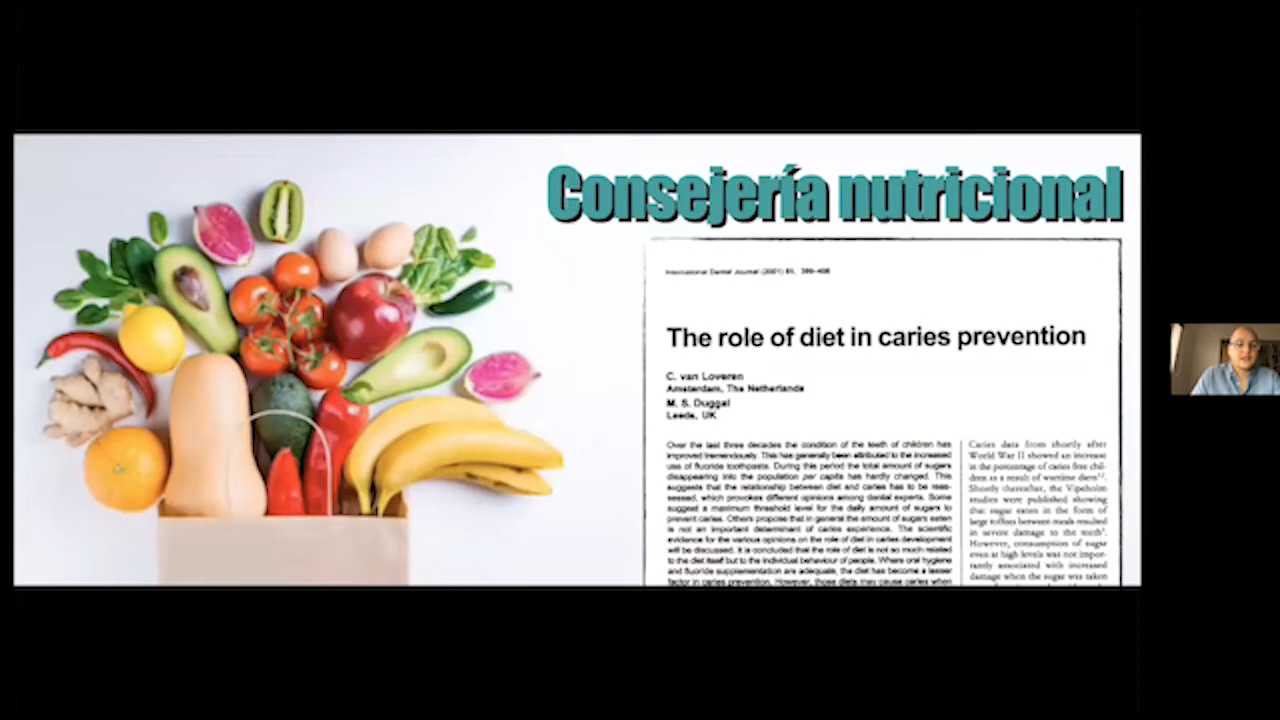 Consejería nutricional
International Dental Journal (2001) 51, 399–406
The role of diet in caries prevention
C. van Loveren
Amsterdam, The Netherlands
M. S. Duggal
Leeds, UK
Over the last three decades the condition of the teeth of children has
improved tremendously. This has generally been attributed to the increased
use of fluoride toothpaste. During this period the total amount of sugars
disappearing into the population per capita has hardly changed. This
suggests that the relationship between diet and caries has to be reas-
sessed, which provokes different opinions among dental experts. Some
suggest a maximum threshold level for the daily amount of sugars to
prevent caries. Others propose that in general the amount of sugars eaten
is not an important determinant of caries experience. The scientific
evidence for the various opinions on the role of diet in caries development
will be discussed. It is concluded that the role of diet is not so much related
to the diet itself but to the individual behaviour of people. Where oral hygiene
and fluoride supplementation are adequate, the diet has become a lesser
factor in caries prevention. However, those diets may cause caries when
Caries data from shortly after
World War II showed an increase
in the percentage of caries free chil-
dren as a result of wartime diets
Shortly thereafter, the Vipeholm
studies were published showing
that sugar eaten in the form of
large toffees between meals resulted
in severe damage to the teeth
However, consumption of sugar
even at high levels was not impor-
tantly associated with increased
damage when the sugar was taken